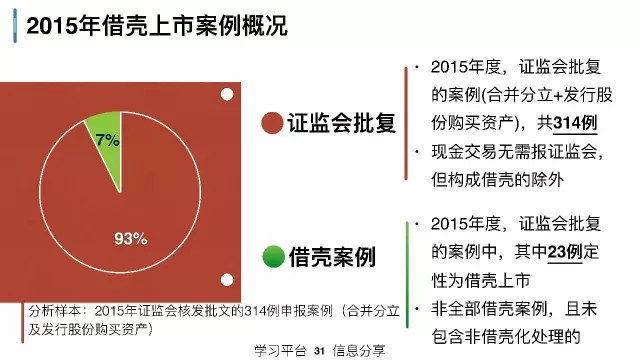 2015年借壳上市案例概况
7%
93%
证监会批复
借壳案例
• 2015年度，证监会批复
的案例(合并分立+发行股
份购买资产)，共314例
• 现金交易无需报证监会，
但构成借壳的除外
• 2015年度，证监会批复
的案例中，其中23例定
性为借壳上市
• 非全部借壳案例，且未
包含非借壳化处理的
分析样本：2015年证监会核发批文的314例申报案例（合并分立
及发行股份购买资产）
学习平台 31 信息分享